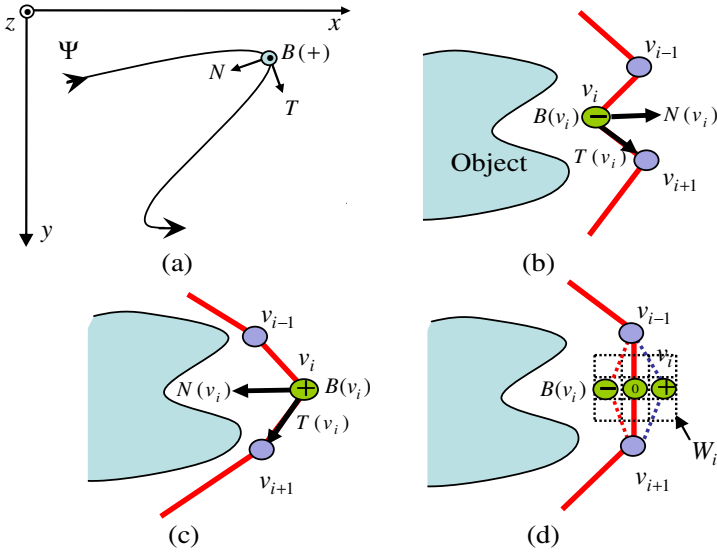 z x
Ψ
B(+)
N
T
y
(a)
v_{i-1}
v_i
B(v_i) − N(v_i)
T(v_i)
Object
v_{i+1}
(b)
v_{i-1}
v_i
N(v_i) + B(v_i)
T(v_i)
v_{i+1}
(c)
v_{i-1}
v_i
B(v_i) − 0 +
W_i
v_{i+1}
(d)